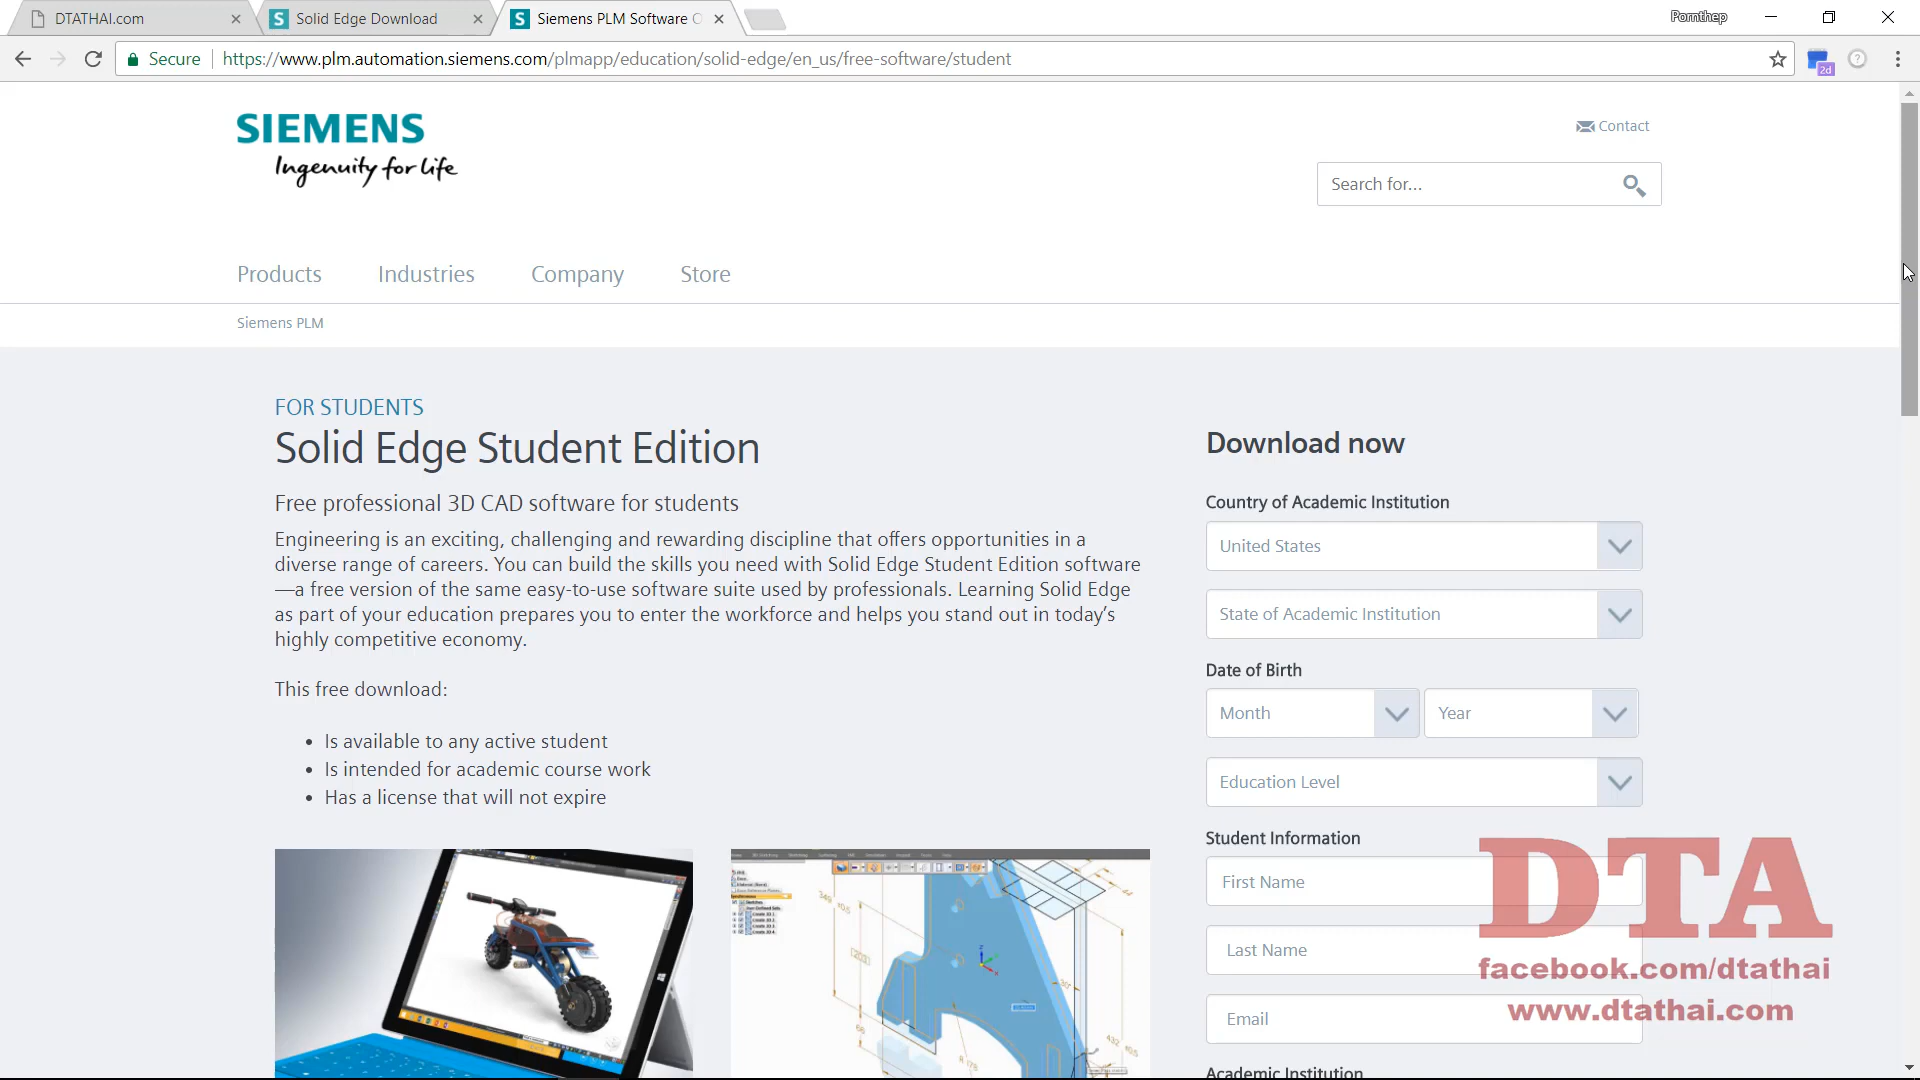 DTATHAI.com
Solid Edge Download
Siemens PLM Software O
Pornthep
Secure
https://www.plm.automation.siemens.com/plmapp/education/solid-edge/en_us/free-software/student
2d
SIEMENS
Ingenuity for life
Contact
Search for...
Products
Industries
Company
Store
Siemens PLM
FOR STUDENTS
Solid Edge Student Edition
Free professional 3D CAD software for students
Engineering is an exciting, challenging and rewarding discipline that offers opportunities in a
diverse range of careers. You can build the skills you need with Solid Edge Student Edition software
—a free version of the same easy-to-use software suite used by professionals. Learning Solid Edge
as part of your education prepares you to enter the workforce and helps you stand out in today’s
highly competitive economy.
This free download:
• Is available to any active student
• Is intended for academic course work
• Has a license that will not expire
Download now
Country of Academic Institution
United States
State of Academic Institution
Date of Birth
Month
Year
Education Level
Student Information
First Name
Last Name
Email
Academic Institution
DTA
facebook.com/dtathai
www.dtathai.com